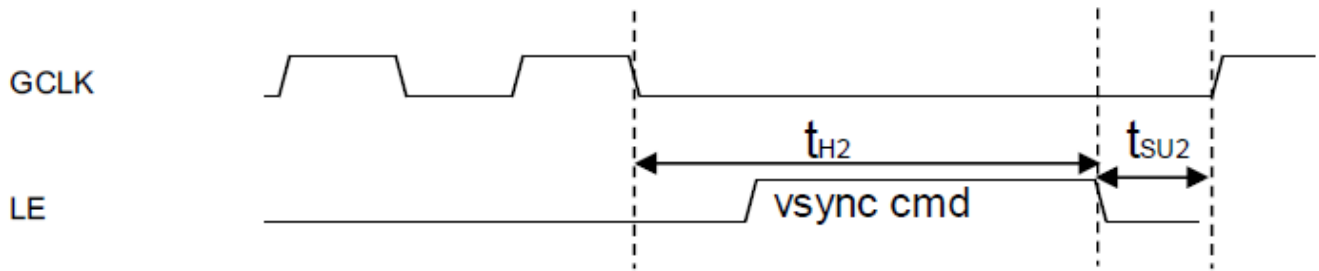 GCLK
tH2
tSU2
LE
vsync cmd